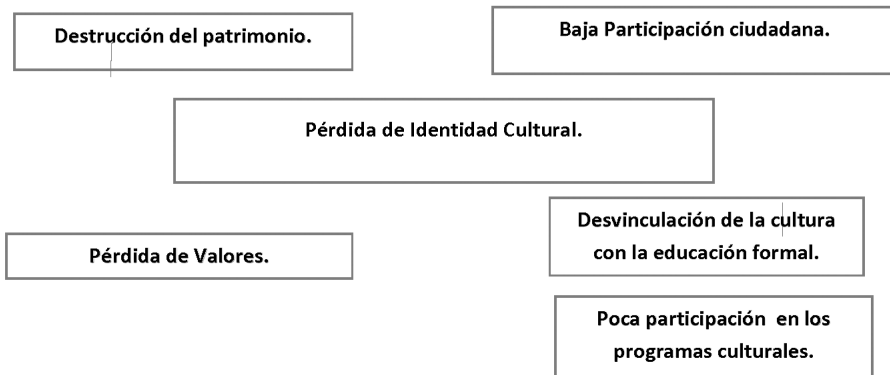 Destrucción del patrimonio.
Baja Participación ciudadana.
Pérdida de Identidad Cultural.
Pérdida de Valores.
Desvinculación de la cultura
con la educación formal.
Poca participación en los
programas culturales.